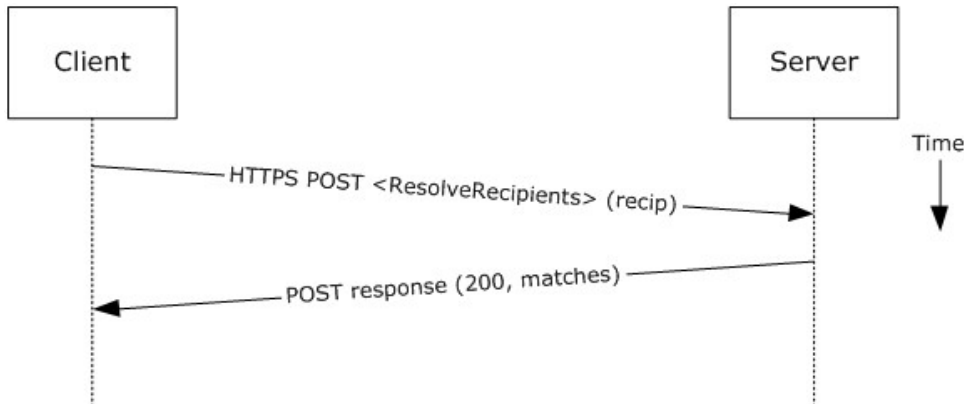 Client
Server
Time
HTTPS POST <ResolveRecipients> (recip)
POST response (200, matches)